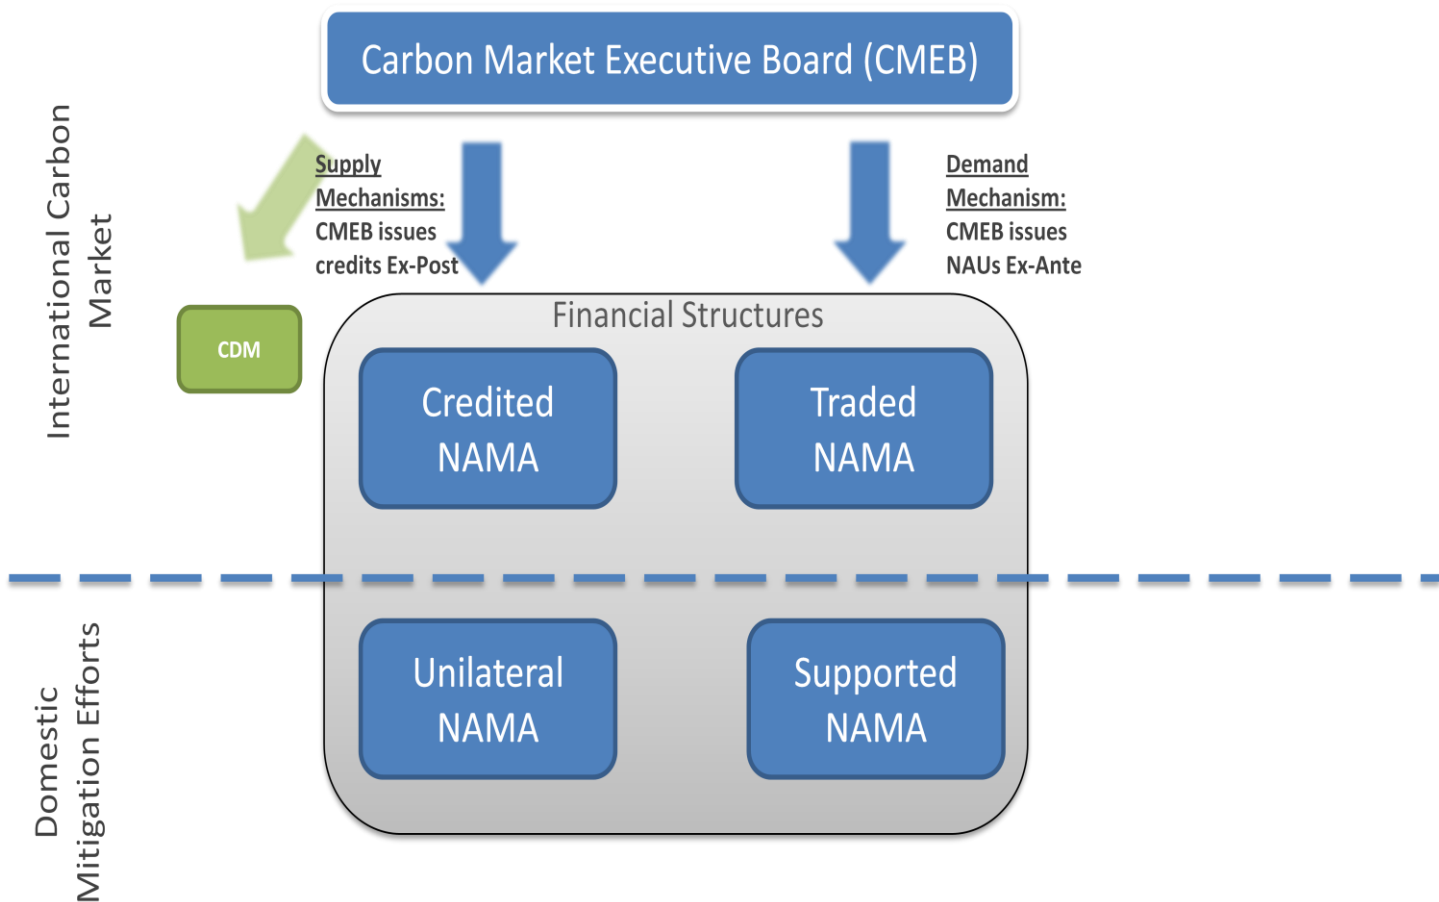 Carbon Market Executive Board (CMEB)
International Carbon
Market
Supply
Mechanisms:
CMEB issues
credits Ex-Post
Demand
Mechanism:
CMEB issues
NAUs Ex-Ante
CDM
Financial Structures
Credited
NAMA
Traded
NAMA
Domestic
Mitigation Efforts
Unilateral
NAMA
Supported
NAMA